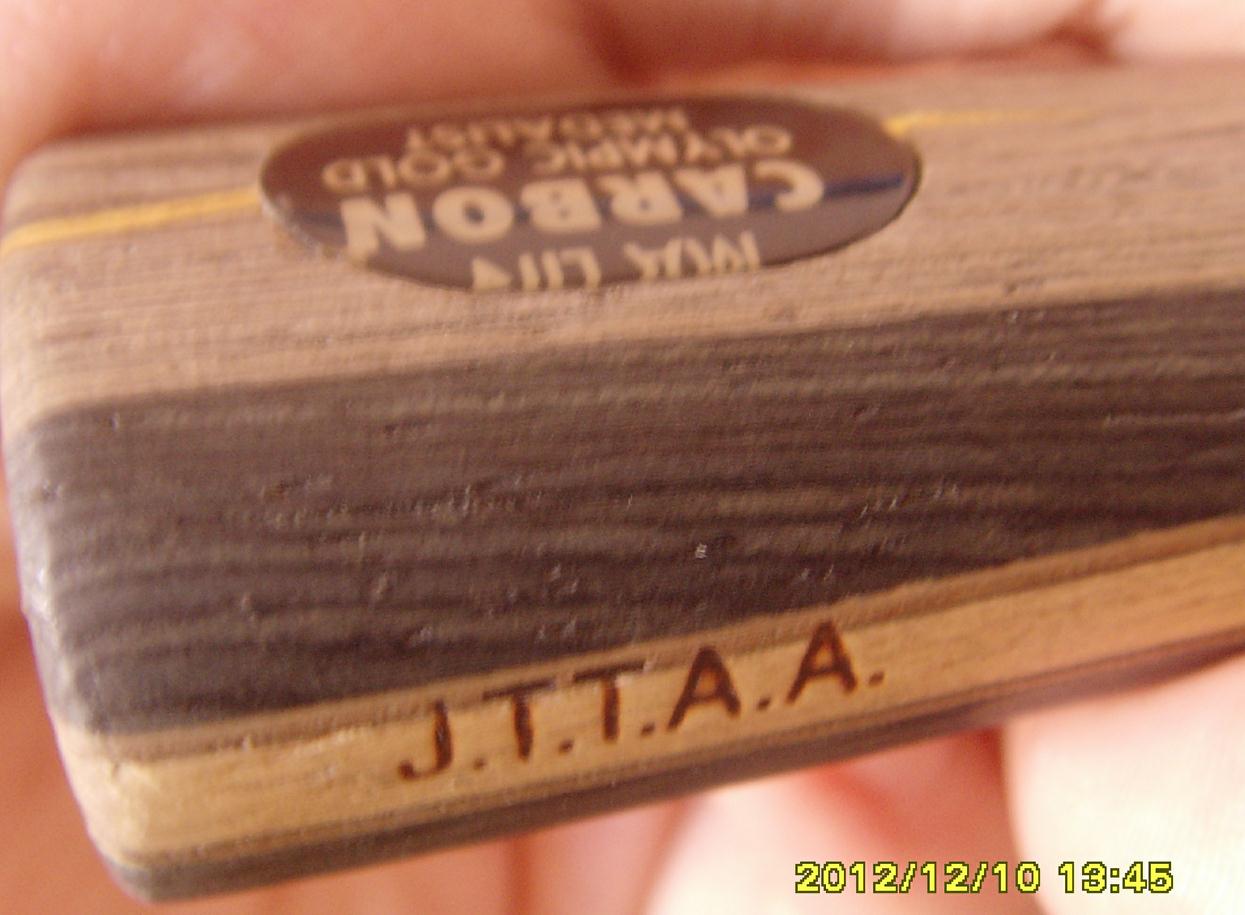 MA LIN
CARBON
OLYMPIC GOLD
MEDALIST
J.T.T.A.A.
2012/12/10 13:45